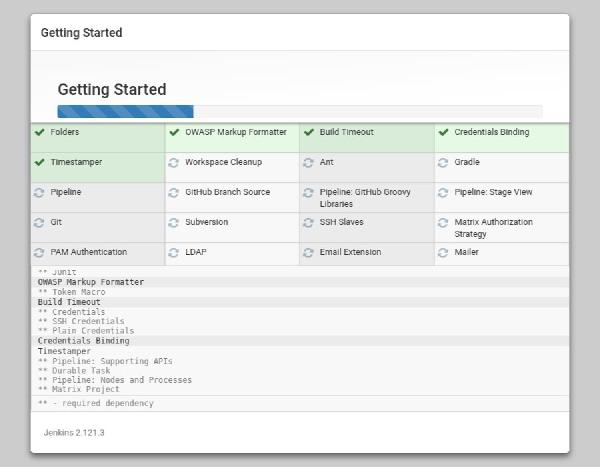 Getting Started
Getting Started
Folders
OWASP Markup Formatter
Build Timeout
Credentials Binding
Timestamper
Workspace Cleanup
Ant
Gradle
Pipeline
GitHub Branch Source
Pipeline: GitHub Groovy
Libraries
Pipeline: Stage View
Git
Subversion
SSH Slaves
Matrix Authorization
Strategy
PAM Authentication
LDAP
Email Extension
Mailer
** JUnit
OWASP Markup Formatter
** Token Macro
Build Timeout
** Credentials
** SSH Credentials
** Plain Credentials
Credentials Binding
Timestamper
** Pipeline: Supporting APIs
** Durable Task
** Pipeline: Nodes and Processes
** Matrix Project
** - required dependency
Jenkins 2.121.3